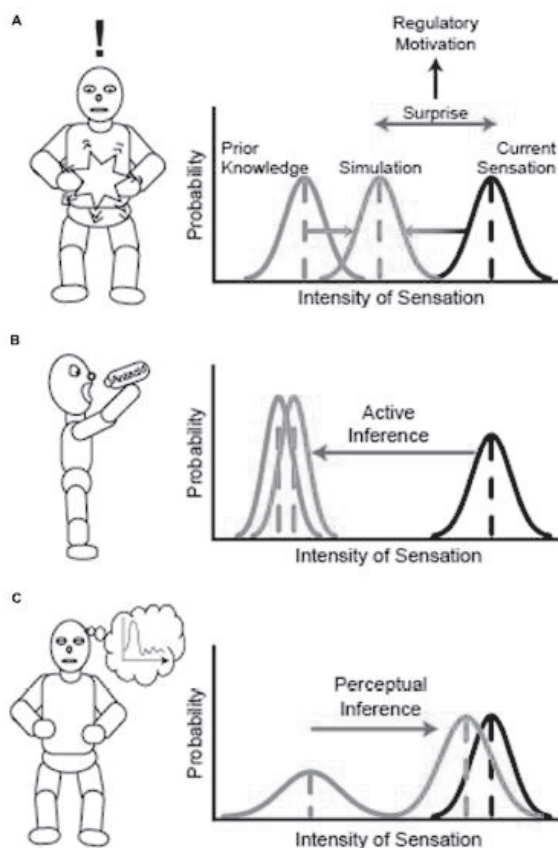 A
!
Regulatory
Motivation
Surprise
Prior
Knowledge
Simulation
Current
Sensation
Probability
Intensity of Sensation
B
Antacid
Active
Inference
Probability
Intensity of Sensation
C
Perceptual
Inference
Probability
Intensity of Sensation